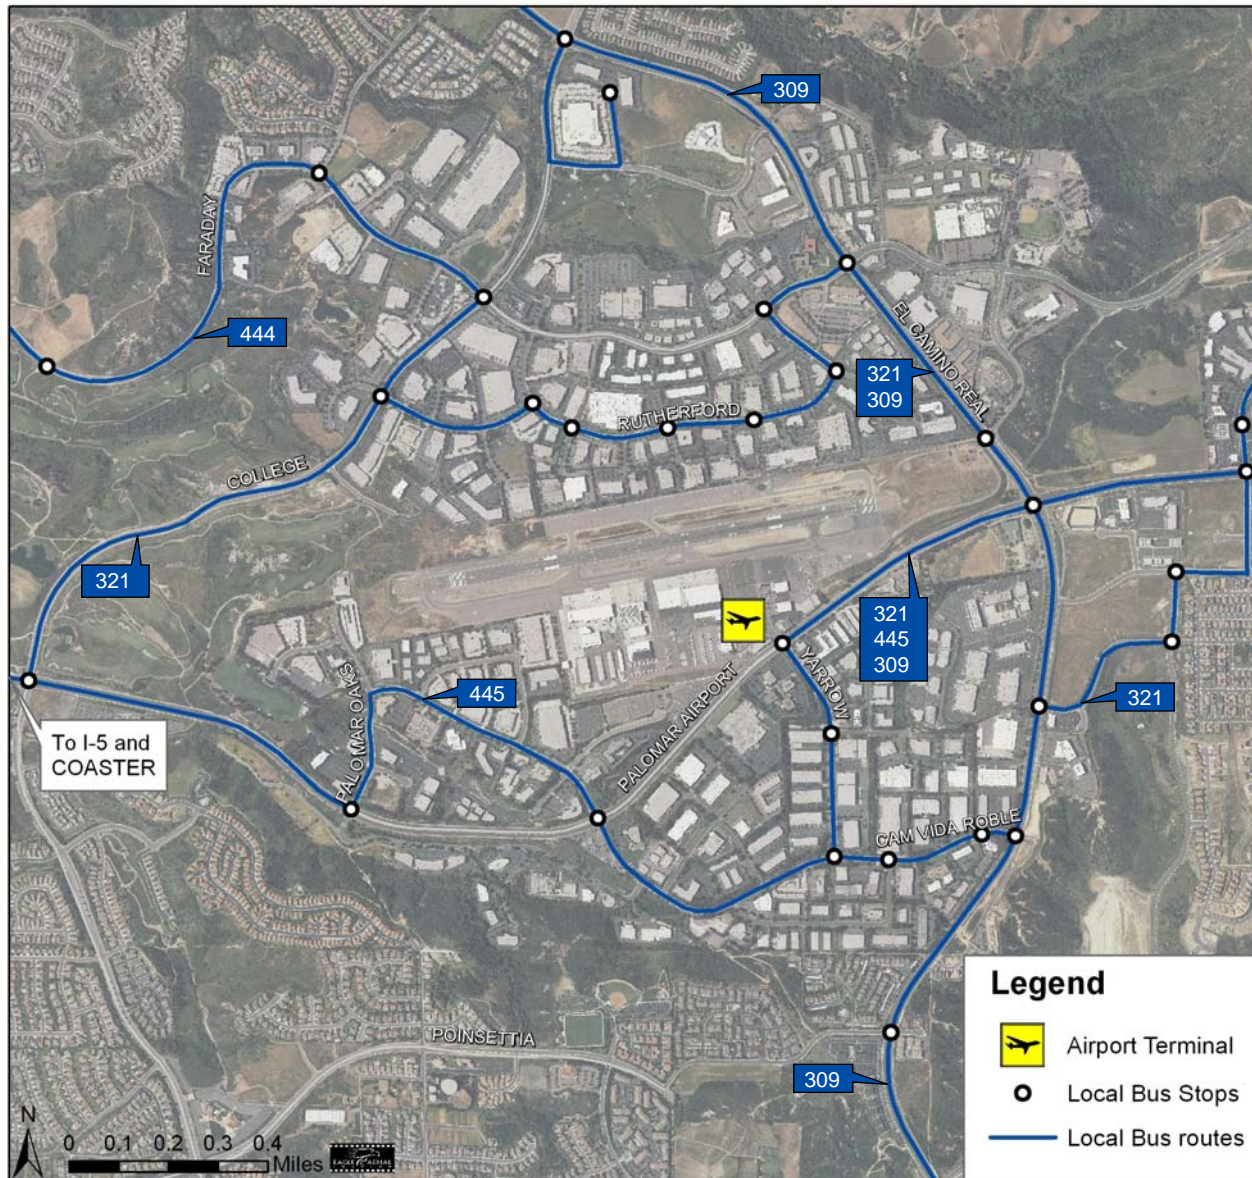 309
FARADAY
444
EL CAMINO REAL
321
309
RUTHERFORD
COLLEGE
321
321
445
309
YARROW
PALOMAR OAKS
445
PALOMAR AIRPORT
321
To I-5 and
COASTER
CAM VIDA ROBLE
POINSETTIA
309
Legend
Airport Terminal
Local Bus Stops
Local Bus routes
N
0 0.1 0.2 0.3 0.4
Miles
EAGLE AERIAL